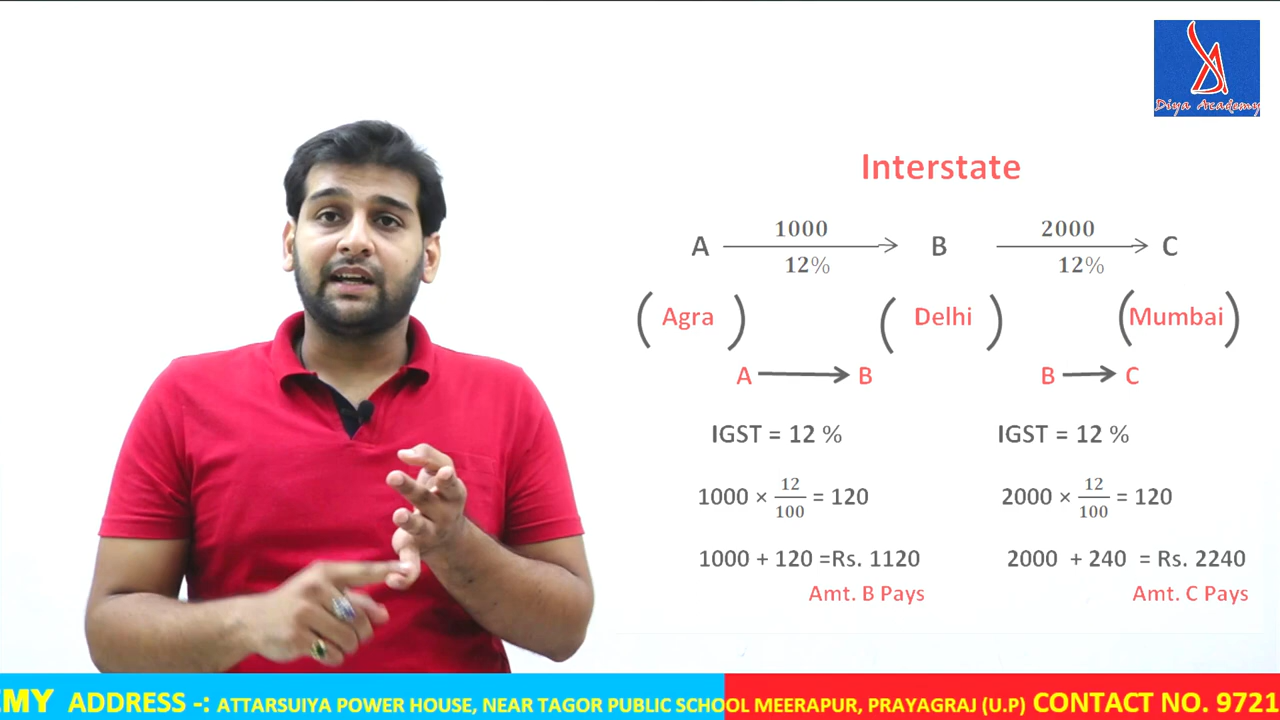 Diya Academy
Interstate
A 1000 12% B 2000 12% C
(Agra) (Delhi) (Mumbai)
A B B C
IGST = 12 % IGST = 12 %
1000 × 12/100 = 120 2000 × 12/100 = 120
1000 + 120 =Rs. 1120 2000 + 240 = Rs. 2240
Amt. B Pays Amt. C Pays
EMY ADDRESS -: ATTARSUIYA POWER HOUSE, NEAR TAGOR PUBLIC SCHOOL MEERAPUR, PRAYAGRAJ (U.P) CONTACT NO. 9721